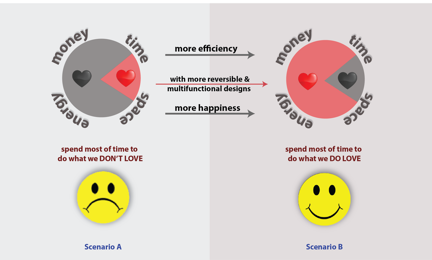 money
time
energy
space
more efficiency
with more reversible &
multifunctional designs
more happiness
money
time
energy
space
spend most of time to
do what we DON'T LOVE
spend most of time to
do what we DO LOVE
Scenario A
Scenario B